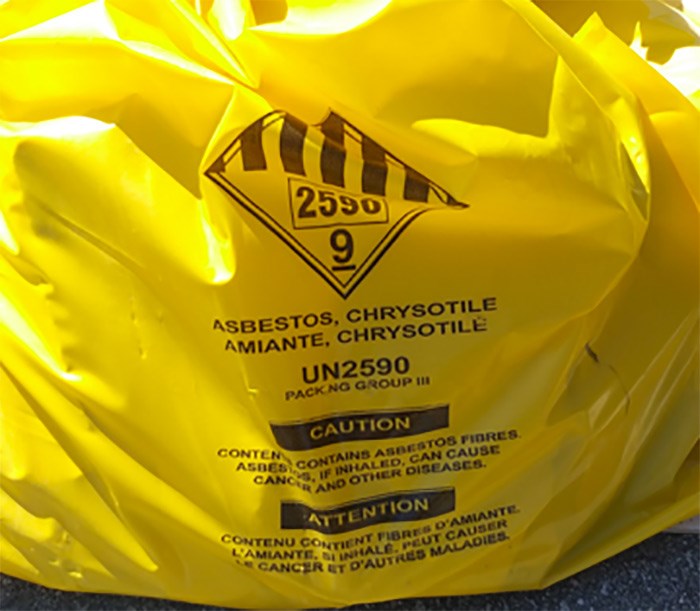 2590
9
ASBESTOS, CHRYSOTILE
AMIANTE, CHRYSOTILE
UN2590
PACKING GROUP III
CAUTION
CONTENT CONTAINS ASBESTOS FIBRES.
ASBESTOS, IF INHALED, CAN CAUSE
CANCER AND OTHER DISEASES.
ATTENTION
CONTENU CONTIENT FIBRES D'AMIANTE.
L'AMIANTE, SI INHALÉ, PEUT CAUSER
LE CANCER ET D'AUTRES MALADIES.